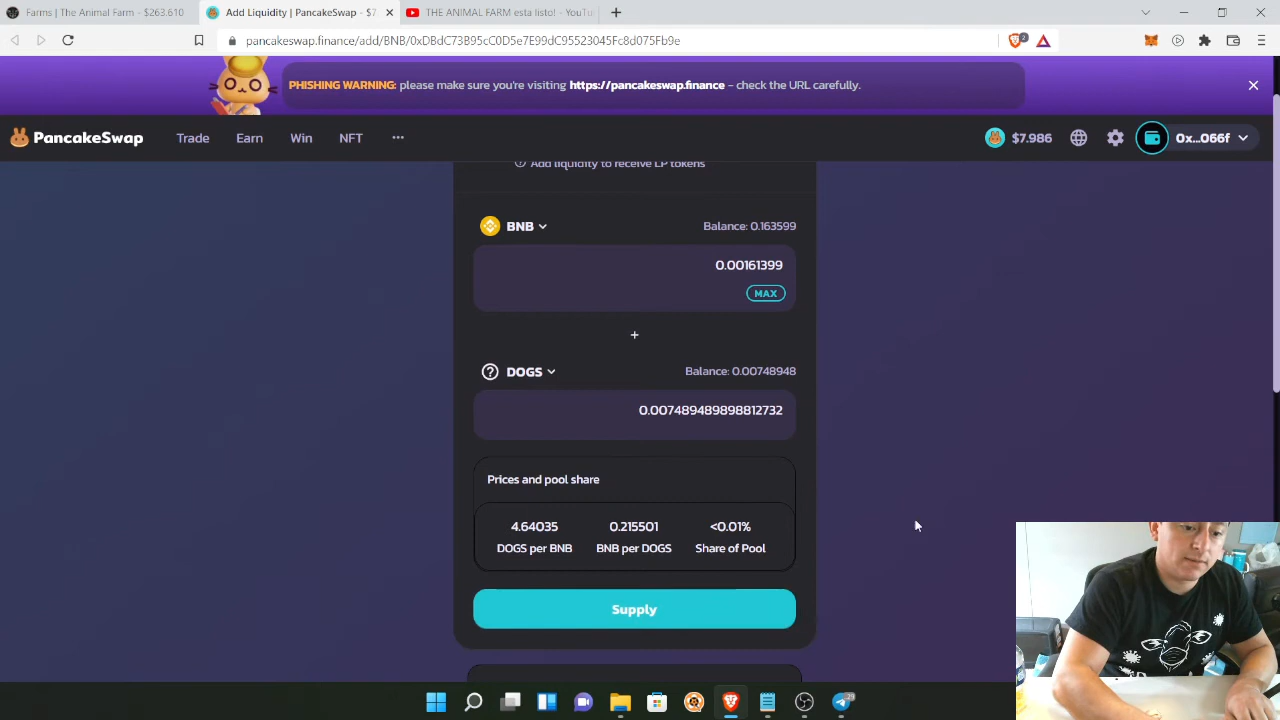 Farms | The Animal Farm - $263.610
Add Liquidity | PancakeSwap - $7
THE ANIMAL FARM esta listo! - YouTu
pancakeswap.finance/add/BNB/0xDBdC73B95cC0D5e7E99dC95523045Fc8d075Fb9e
2
PHISHING WARNING: please make sure you're visiting https://pancakeswap.finance - check the URL carefully.
PancakeSwap
Trade
Earn
Win
NFT
$7.986
0x...066f
Add liquidity to receive LP tokens
BNB
Balance: 0.163599
0.00161399
MAX
+
DOGS
Balance: 0.00748948
0.007489489898812732
Prices and pool share
4.64035
0.215501
<0.01%
DOGS per BNB
BNB per DOGS
Share of Pool
Supply
29